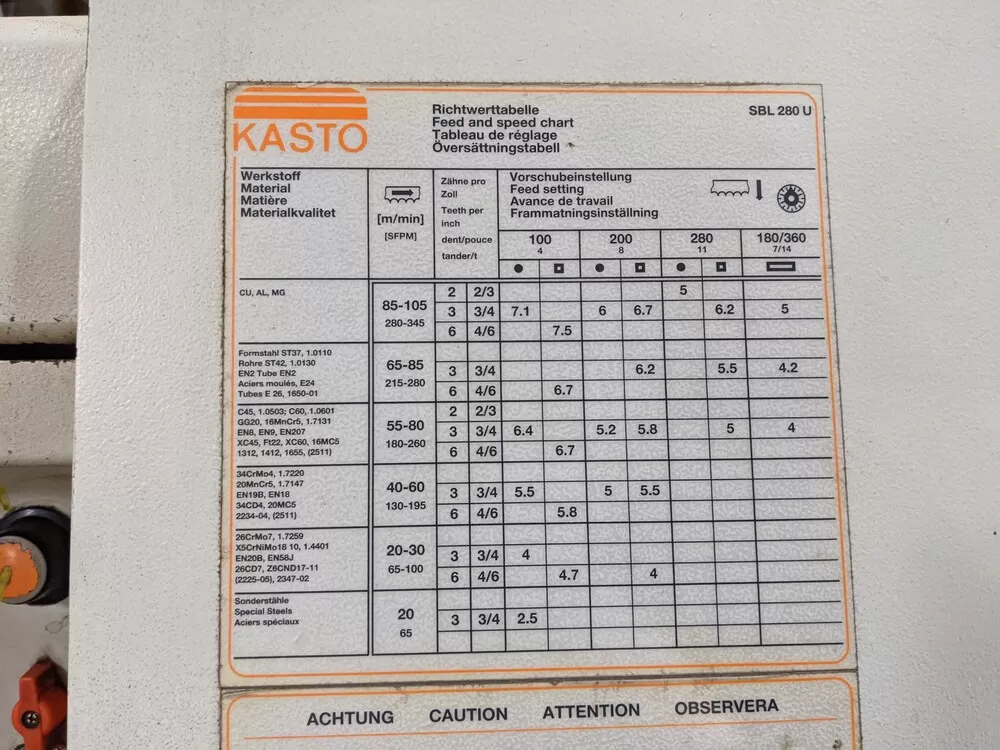 KASTO
Richtwerttabelle
Feed and speed chart
Tableau de réglage
Översättningstabell
SBL 280 U
Werkstoff
Material
Matière
Materialkvalitet
[m/min]
[SFPM]
Zähne pro
Zoll
Teeth per
inch
dent/pouce
tander/t
Vorschubeinstellung
Feed setting
Avance de travail
Frammatningsinställning
100 200 280 180/360
4 8 11 7/14
CU, AL, MG
85-105
280-345
2 2/3 5
3 3/4 7.1 6 6.7 6.2 5
6 4/6 7.5
Formstahl ST37, 1.0110
Rohre ST42, 1.0130
EN2 Tube EN2
Aciers moulés, E24
Tubes E 26, 1650-01
65-85
215-280
3 3/4 6.2 5.5 4.2
6 4/6 6.7
C45, 1.0503; C60, 1.0601
GG20, 16MnCr5, 1.7131
EN8, EN9, EN207
XC45, Ft22, XC60, 16MC5
1312, 1412, 1655, (2511)
55-80
180-260
2 2/3
3 3/4 6.4 5.2 5.8 5 4
6 4/6 6.7
34CrMo4, 1.7220
20MnCr5, 1.7147
EN19B, EN18
34CD4, 20MC5
2234-04, (2511)
40-60
130-195
3 3/4 5.5 5 5.5
6 4/6 5.8
26CrMo7, 1.7259
X5CrNiMo18 10, 1.4401
EN20B, EN58J
26CD7, Z6CND17-11
(2225-05), 2347-02
20-30
65-100
3 3/4 4
6 4/6 4.7 4
Sonderstähle
Special Steels
Aciers spéciaux
20
65
3 3/4 2.5
ACHTUNG CAUTION ATTENTION OBSERVERA